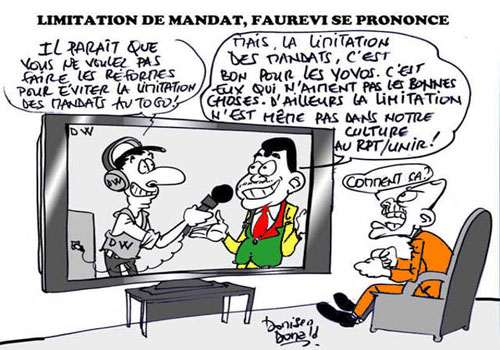 LIMITATION DE MANDAT, FAUREVI SE PRONONCE
IL PARAÎT QUE
VOUS NE VOULEZ PAS
FAIRE LES RÉFORMES
POUR ÉVITER LA LIMITATION
DES MANDATS AU TOGO!
MAIS, LA LIMITATION
DES MANDATS, C'EST
BON POUR LES YOVOS. C'EST
EUX QUI N'AIMENT PAS LES BONNES
CHOSES. D'AILLEURS LA LIMITATION
N'EST MÊME PAS DANS NOTRE
CULTURE
AU RPT/UNIR!
DW
DW
DW
COMMENT ÇA?
Donisen
Donald